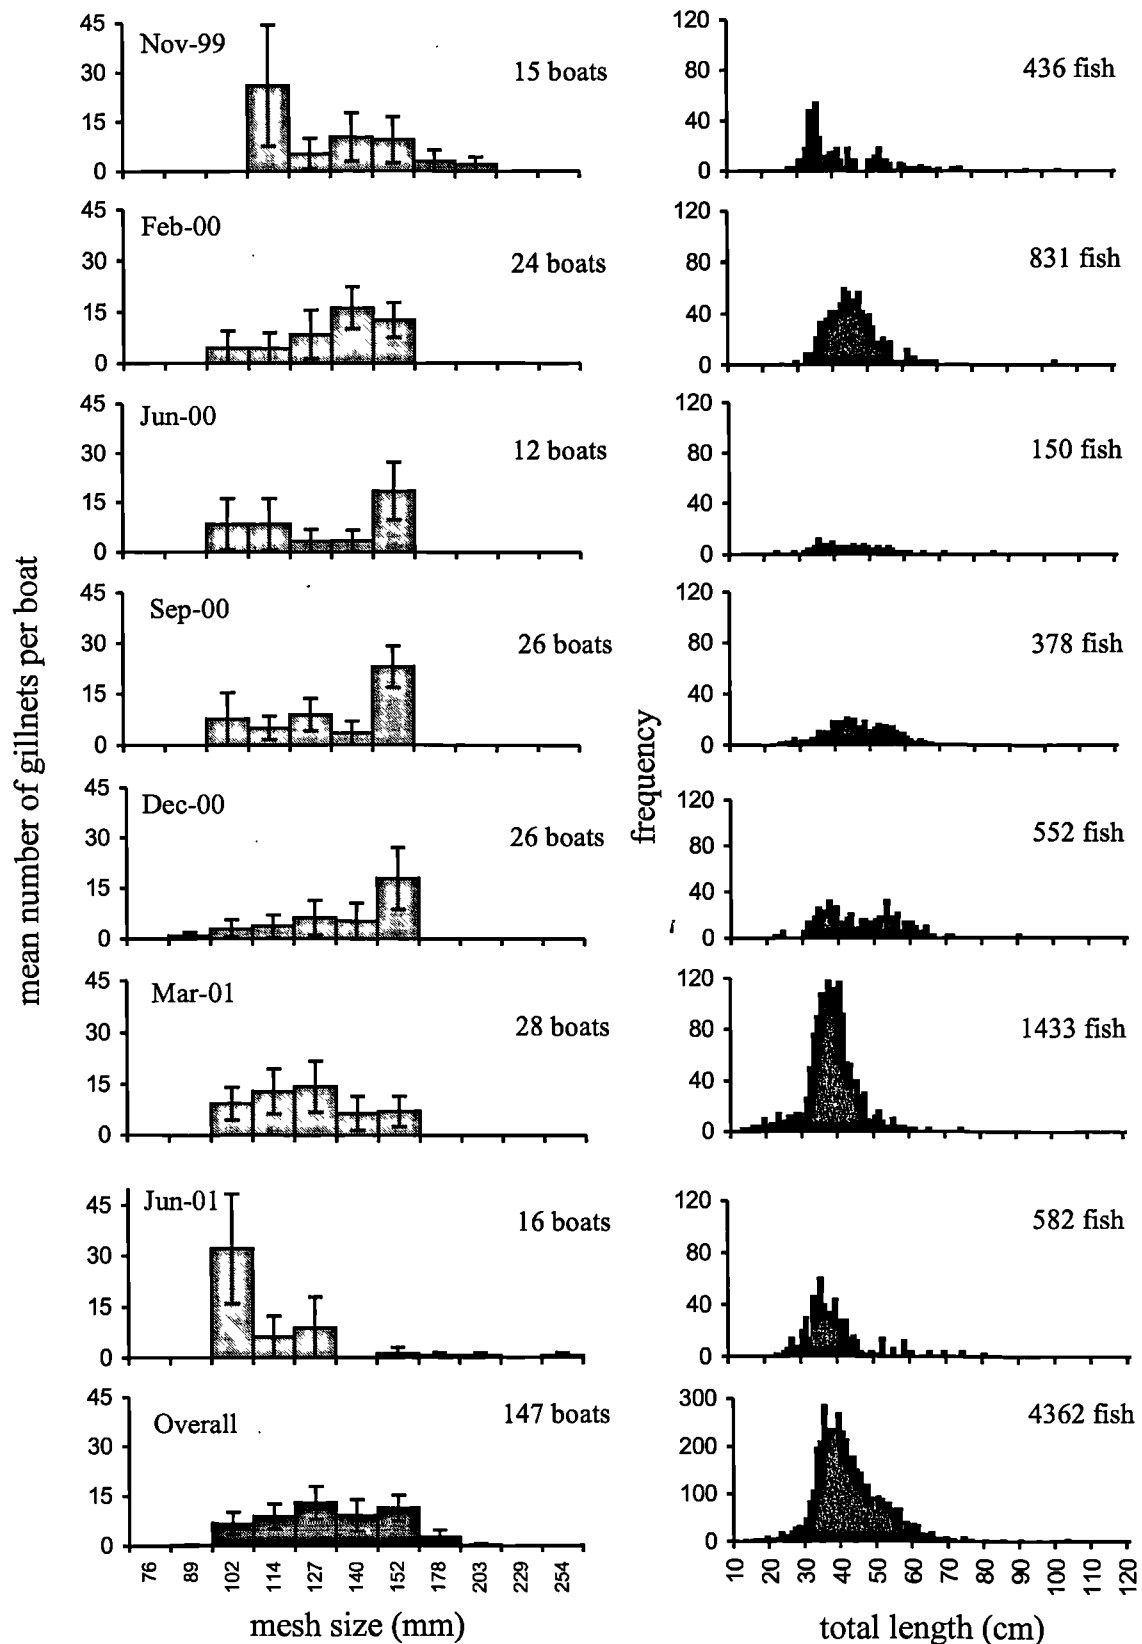 45
30
15
0
Nov-99
15 boats
120
80
40
0
436 fish
45
30
15
0
Feb-00
24 boats
120
80
40
0
831 fish
45
30
15
0
Jun-00
12 boats
120
80
40
0
150 fish
45
30
15
0
Sep-00
26 boats
120
80
40
0
378 fish
45
30
15
0
Dec-00
26 boats
120
80
40
0
552 fish
45
30
15
0
Mar-01
28 boats
120
80
40
0
1433 fish
45
30
15
0
Jun-01
16 boats
120
80
40
0
582 fish
45
30
15
0
Overall
147 boats
300
200
100
0
4362 fish
76 89 102 114 127 140 152 178 203 229 254
10 20 30 40 50 60 70 80 90 100 110 120
mesh size (mm)
total length (cm)
mean number of gillnets per boat
frequency